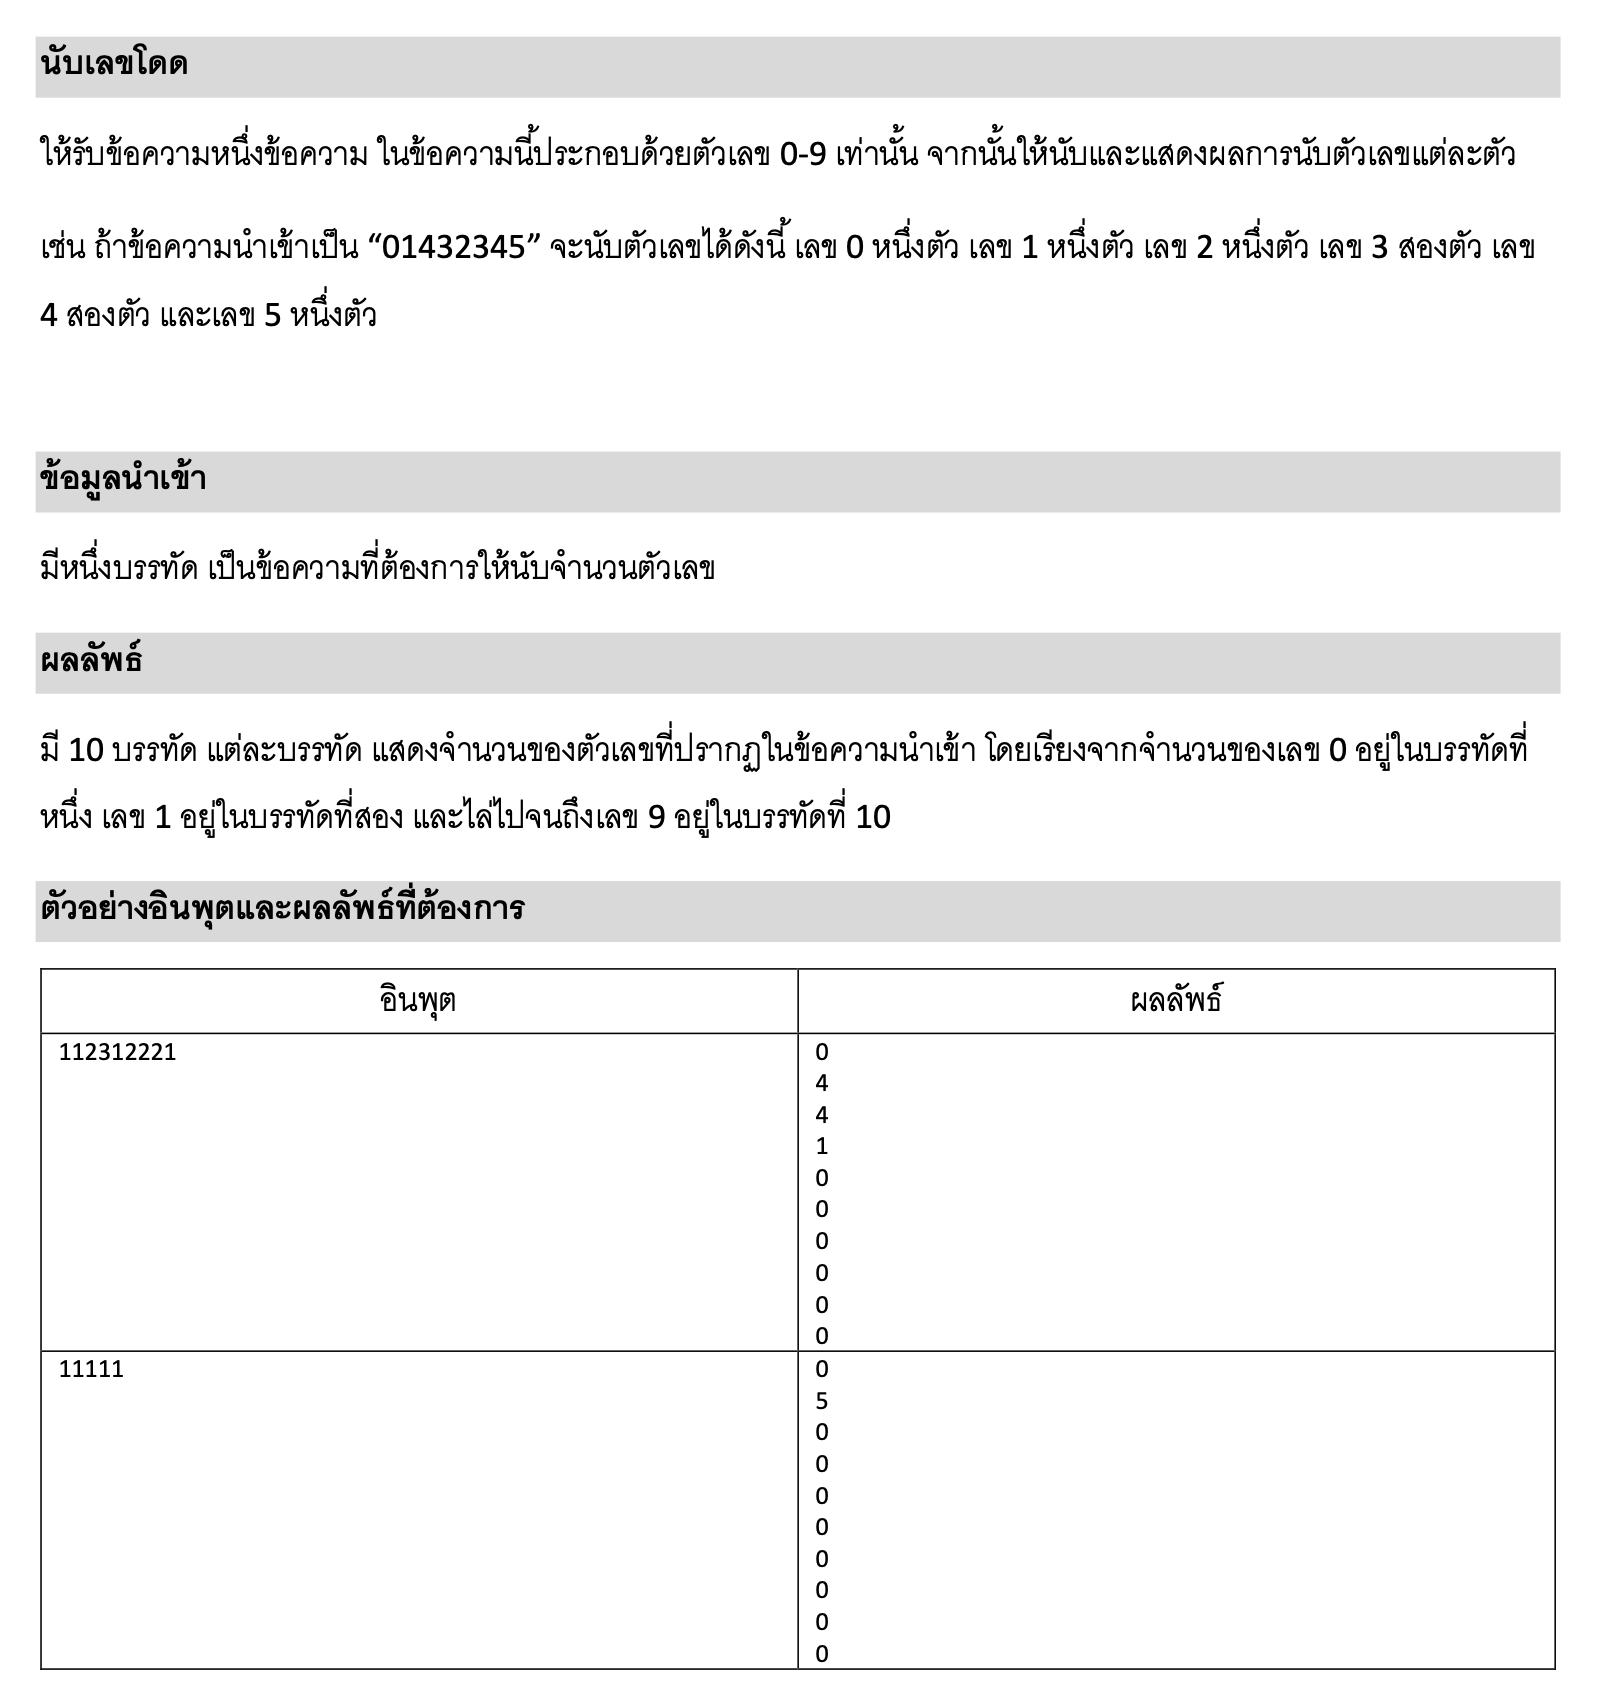 นับเลขโดด
ให้รับข้อความหนึ่งข้อความ ในข้อความนี้ประกอบด้วยตัวเลข 0-9 เท่านั้น จากนั้นให้นับและแสดงผลการนับตัวเลขแต่ละตัว
เช่น ถ้าข้อความนำเข้าเป็น “01432345” จะนับตัวเลขได้ดังนี้ เลข 0 หนึ่งตัว เลข 1 หนึ่งตัว เลข 2 หนึ่งตัว เลข 3 สองตัว เลข
4 สองตัว และเลข 5 หนึ่งตัว
ข้อมูลนำเข้า
มีหนึ่งบรรทัด เป็นข้อความที่ต้องการให้นับจำนวนตัวเลข
ผลลัพธ์
มี 10 บรรทัด แต่ละบรรทัด แสดงจำนวนของตัวเลขที่ปรากฏในข้อความนำเข้า โดยเรียงจากจำนวนของเลข 0 อยู่ในบรรทัดที่
หนึ่ง เลข 1 อยู่ในบรรทัดที่สอง และไล่ไปจนถึงเลข 9 อยู่ในบรรทัดที่ 10
ตัวอย่างอินพุตและผลลัพธ์ที่ต้องการ
อินพุต ผลลัพธ์
112312221 0
4
4
1
0
0
0
0
0
0
11111 0
5
0
0
0
0
0
0
0
0